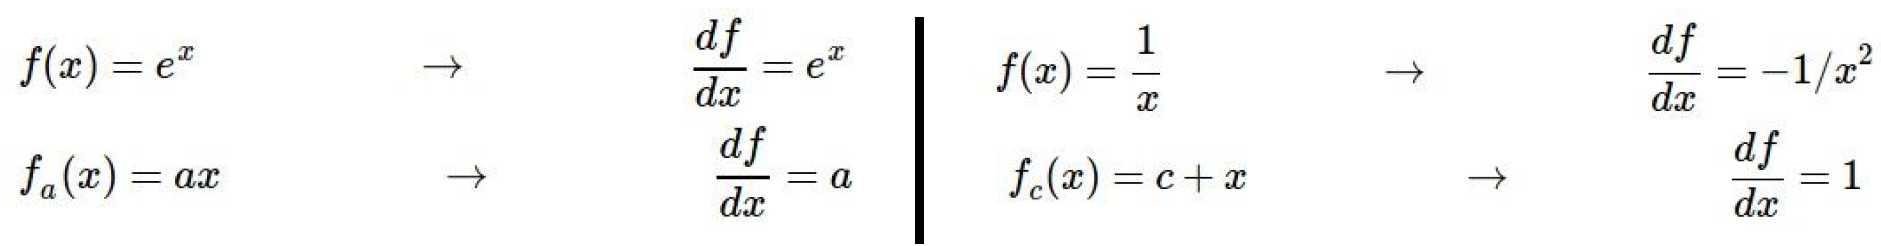 f(x) = e^x → df/dx = e^x
f_a(x) = ax → df/dx = a
f(x) = 1/x → df/dx = −1/x^2
f_c(x) = c + x → df/dx = 1